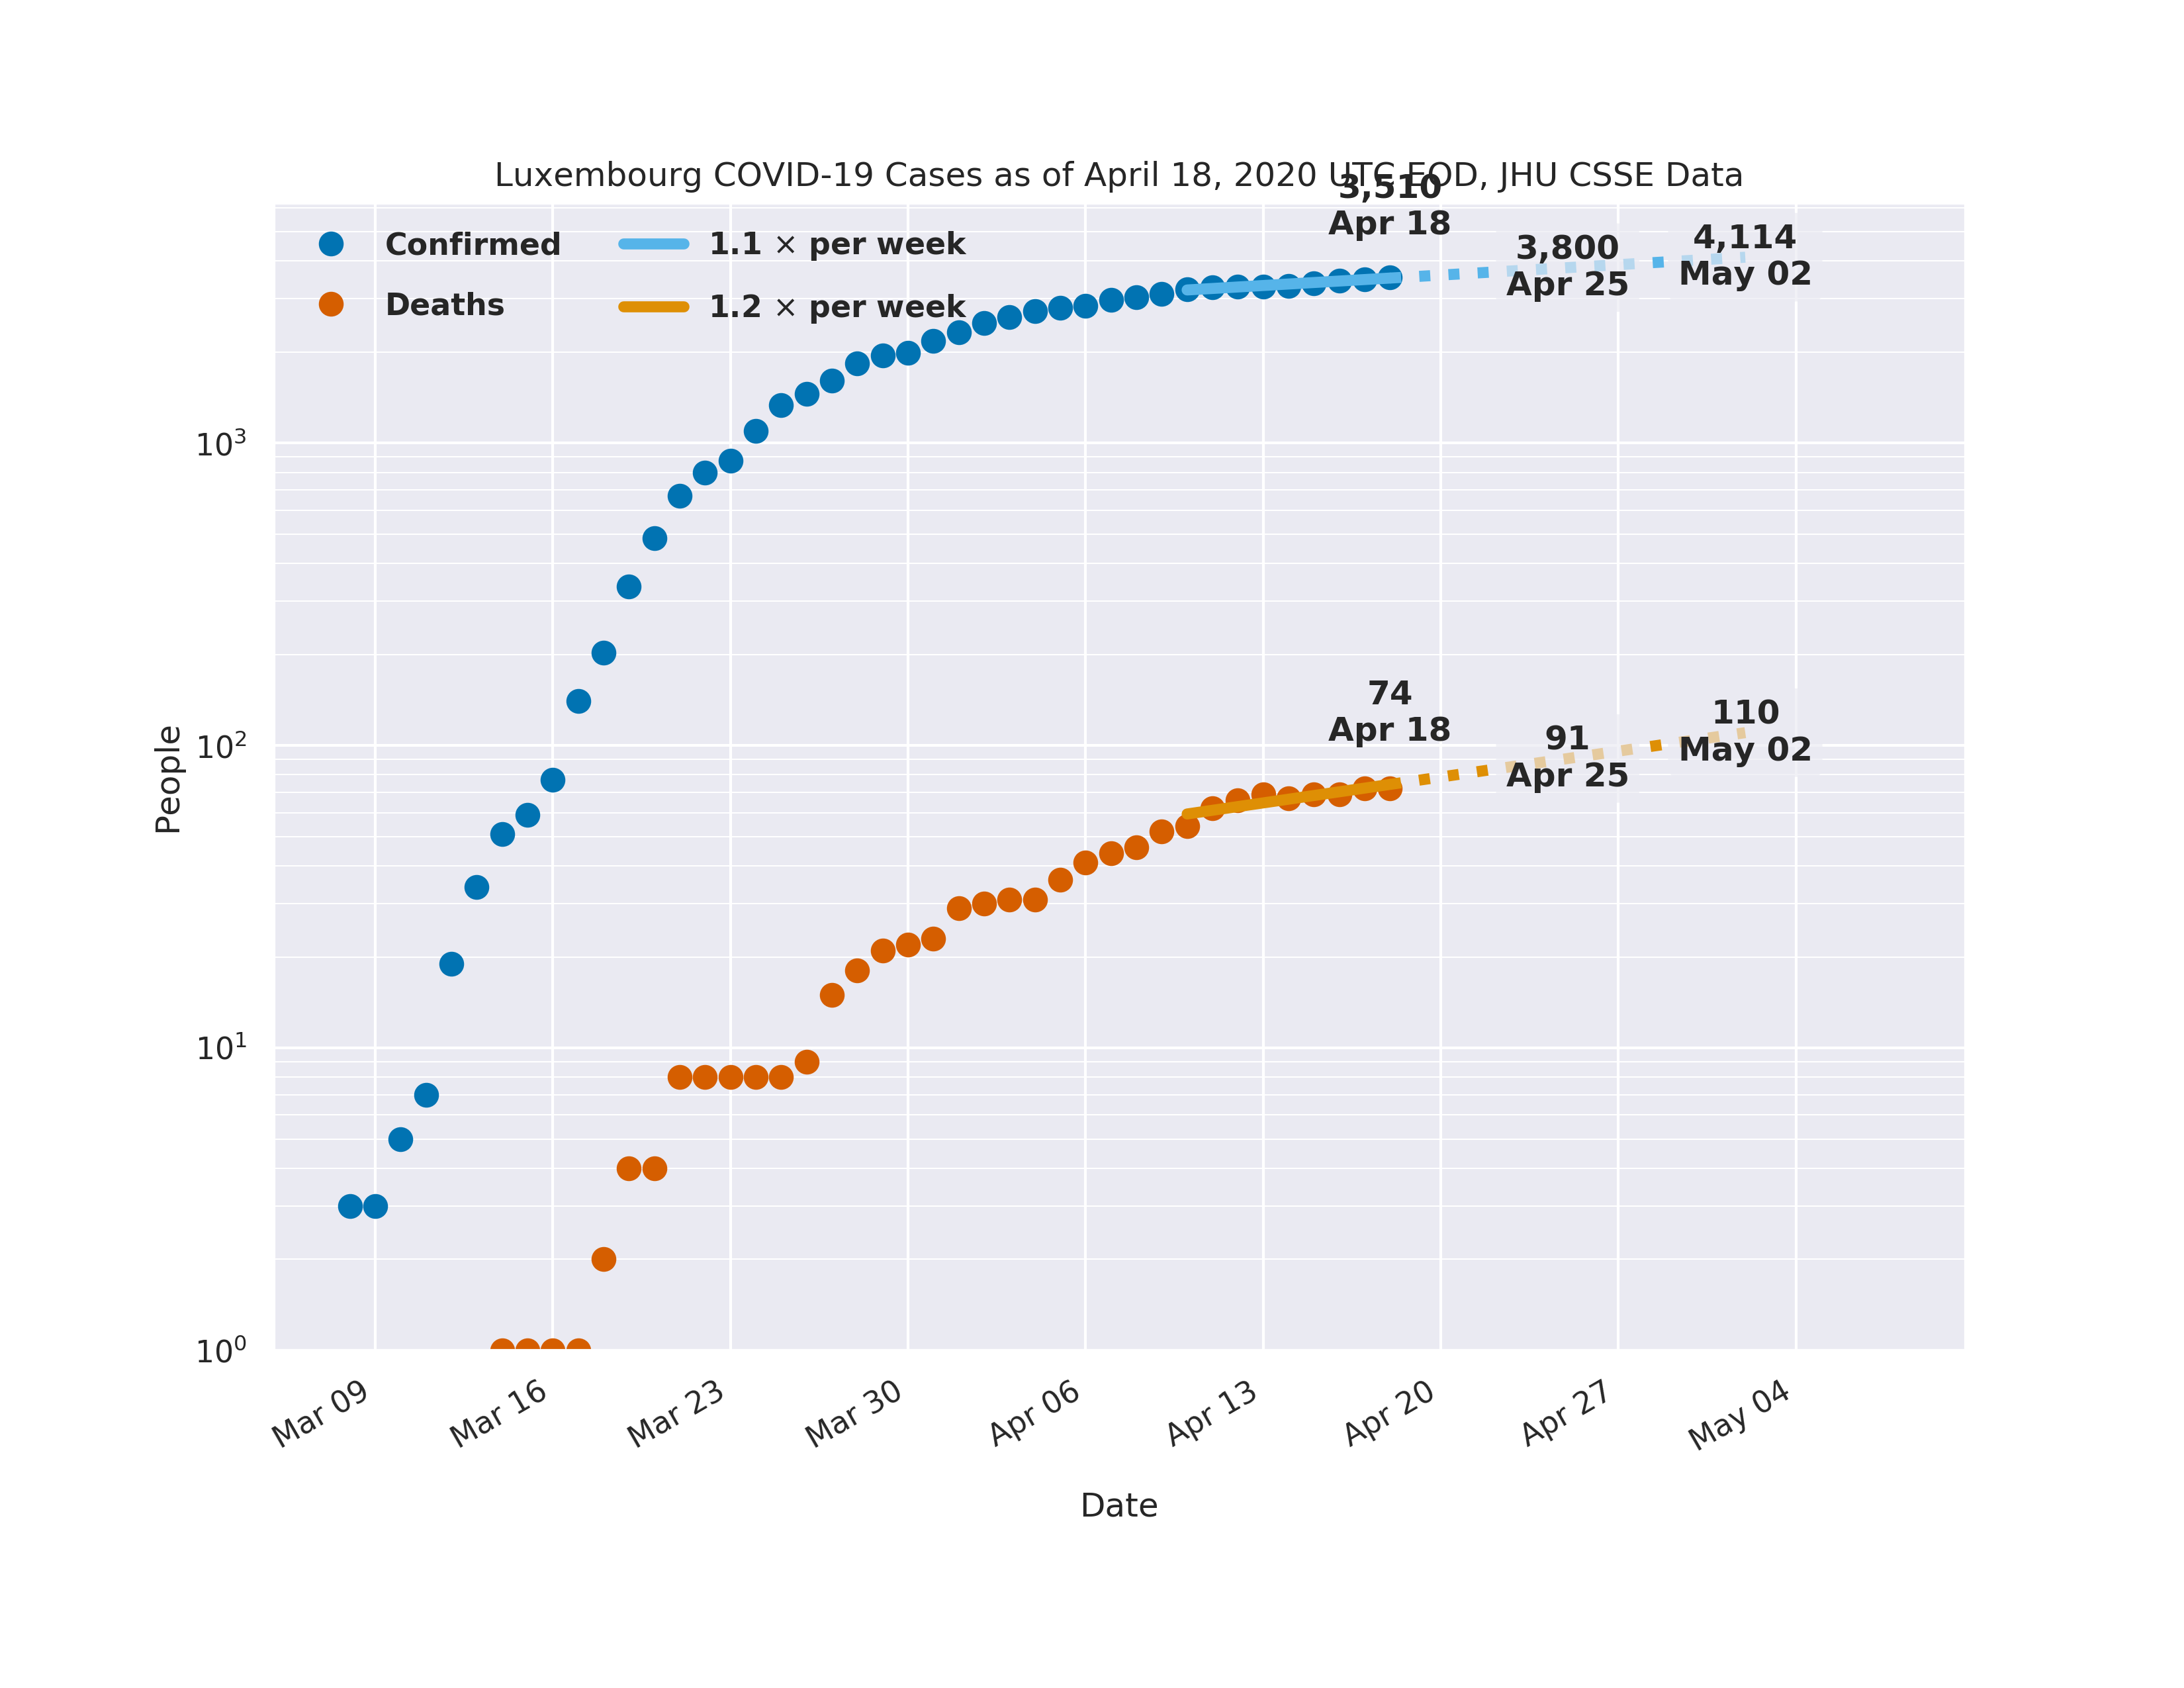 Luxembourg COVID-19 Cases as of April 18, 2020 UTC EOD, JHU CSSE Data
3,510
Apr 18
3,800
Apr 25
4,114
May 02
Confirmed
Deaths
1.1 × per week
1.2 × per week
74
Apr 18
91
Apr 25
110
May 02
People
10³
10²
10¹
10⁰
Mar 09
Mar 16
Mar 23
Mar 30
Apr 06
Apr 13
Apr 20
Apr 27
May 04
Date